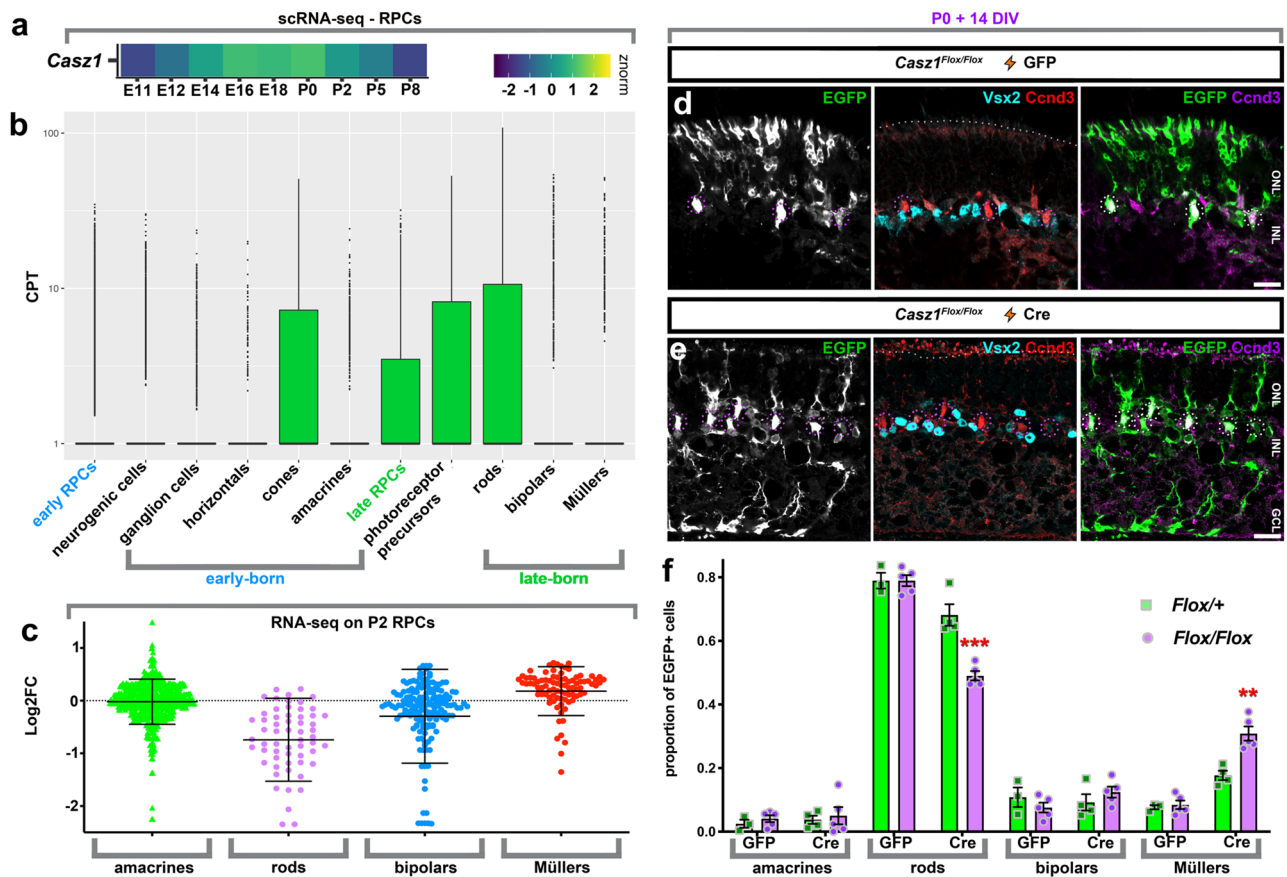 a
scRNA-seq - RPCs
Casz1
E11 E12 E14 E16 E18 P0 P2 P5 P8
-2 -1 0 1 2
znorm
b
100
10
1
CPT
early RPCs
neurogenic cells
ganglion cells
horizontals
cones
amacrines
late RPCs
photoreceptor
precursors
rods
bipolars
Müllers
early-born
late-born
c
RNA-seq on P2 RPCs
Log2FC
1
0
-1
-2
amacrines rods bipolars Müllers
P0 + 14 DIV
Casz1Flox/Flox GFP
d
EGFP
Vsx2 Ccnd3
EGFP Ccnd3
ONL
INL
Casz1Flox/Flox Cre
e
EGFP
Vsx2 Ccnd3
EGFP Ccnd3
ONL
INL
GCL
f
proportion of EGFP+ cells
0.8
0.6
0.4
0.2
0.0
Flox/+
Flox/Flox
***
**
GFP Cre GFP Cre GFP Cre GFP Cre
amacrines rods bipolars Müllers